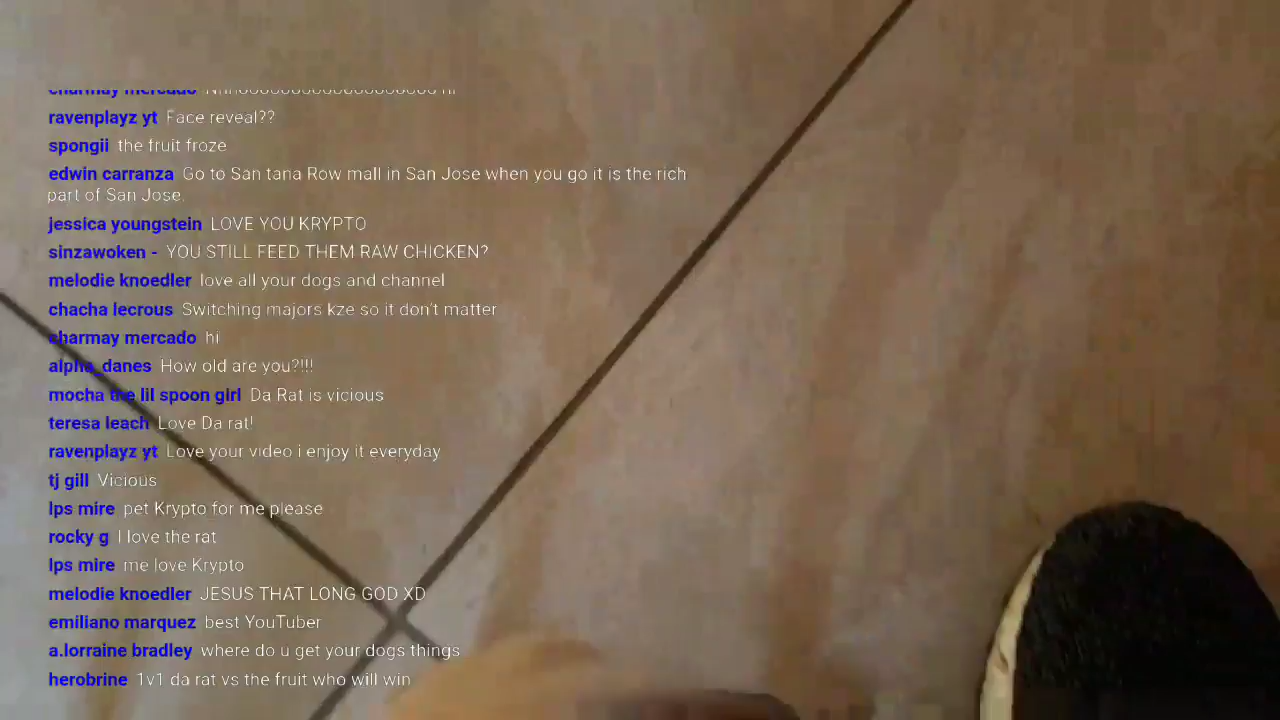 charmay mercado
ravenplayz yt Face reveal??
spongii the fruit froze
edwin carranza Go to San tana Row mall in San Jose when you go it is the rich
part of San Jose.
jessica youngstein LOVE YOU KRYPTO
sinzawoken - YOU STILL FEED THEM RAW CHICKEN?
melodie knoedler love all your dogs and channel
chacha lecrous Switching majors kze so it don't matter
charmay mercado hi
alpha_danes How old are you?!!!
mocha the lil spoon girl Da Rat is vicious
teresa leach Love Da rat!
ravenplayz yt Love your video i enjoy it everyday
tj gill Vicious
lps mire pet Krypto for me please
rocky g I love the rat
lps mire me love Krypto
melodie knoedler JESUS THAT LONG GOD XD
emiliano marquez best YouTuber
a.lorraine bradley where do u get your dogs things
herobrine 1v1 da rat vs the fruit who will win